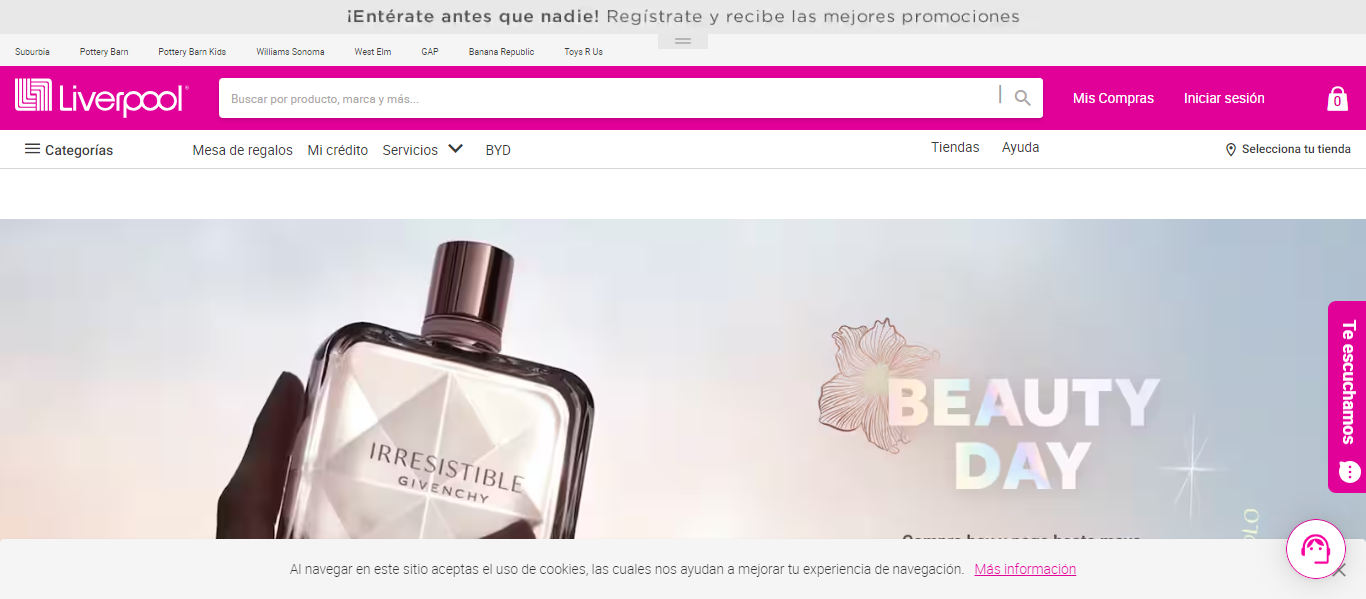 ¡Entérate antes que nadie! Regístrate y recibe las mejores promociones
Suburbia Pottery Barn Pottery Barn Kids Williams Sonoma West Elm GAP Banana Republic Toys R Us
Liverpool®
Buscar por producto, marca y más...
Mis Compras Iniciar sesión 0
Categorías Mesa de regalos Mi crédito Servicios BYD Tiendas Ayuda Selecciona tu tienda
IRRESISTIBLE
GIVENCHY
BEAUTY
DAY
Te escuchamos
Al navegar en este sitio aceptas el uso de cookies, las cuales nos ayudan a mejorar tu experiencia de navegación. Más información